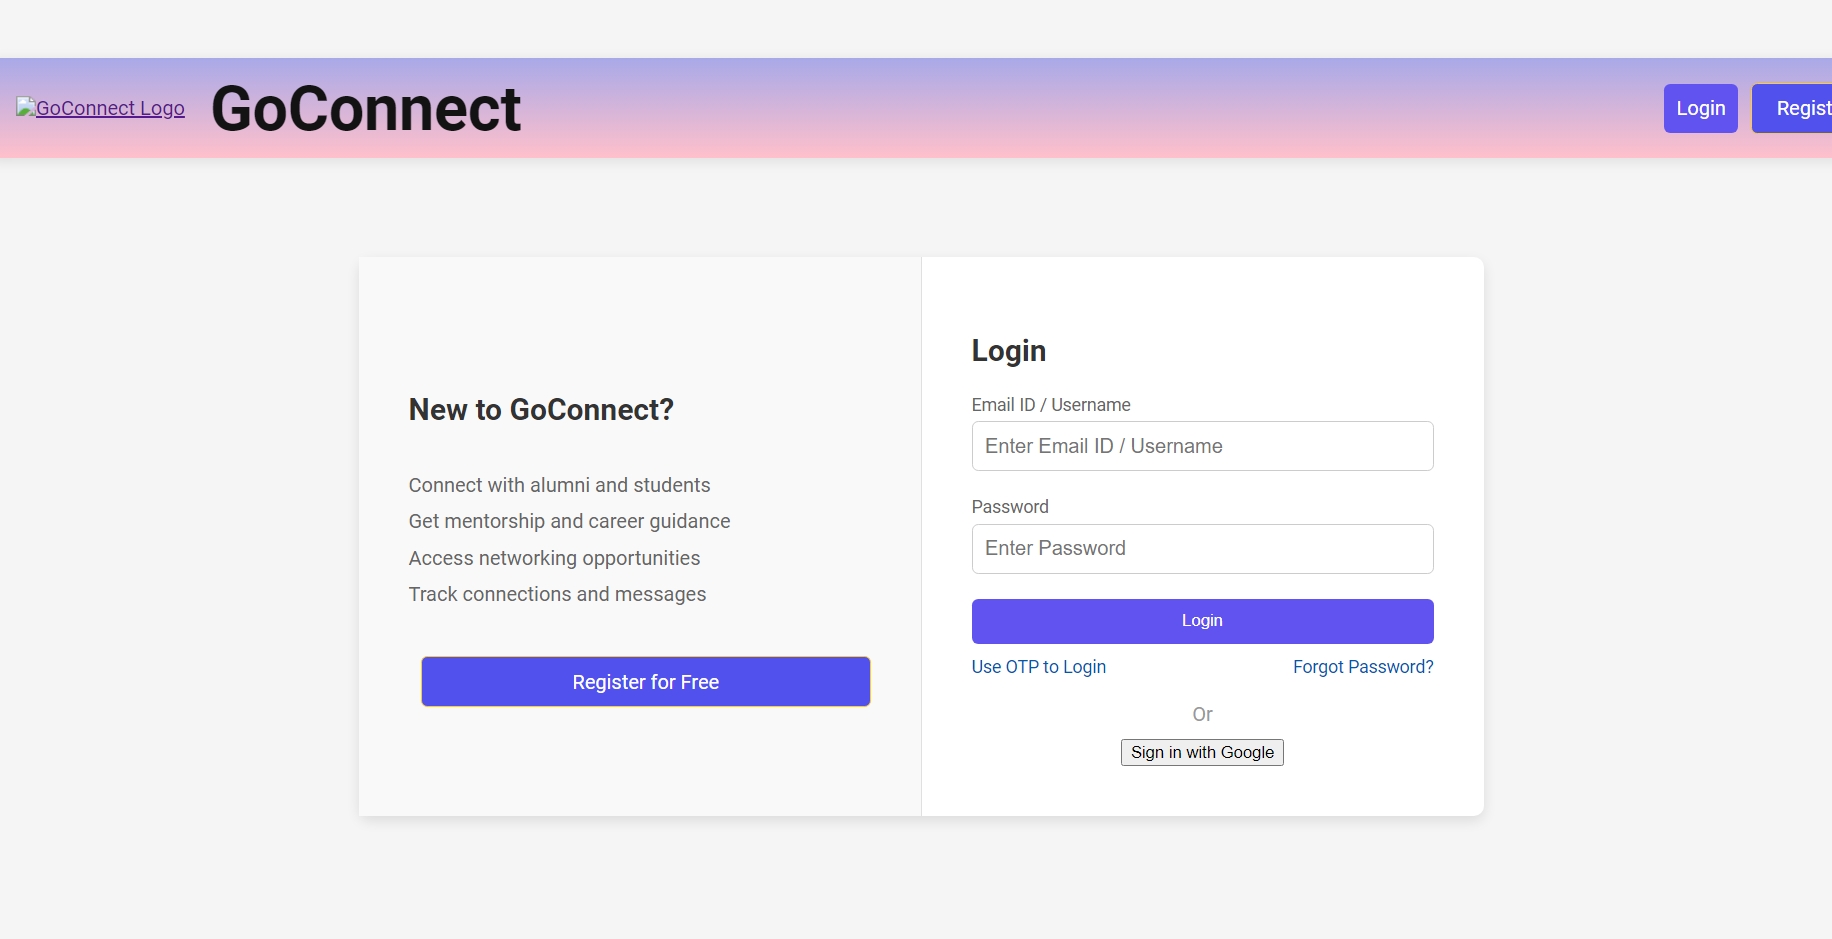 GoConnect Logo
GoConnect
Login
Regist
New to GoConnect?
Connect with alumni and students
Get mentorship and career guidance
Access networking opportunities
Track connections and messages
Register for Free
Login
Email ID / Username
Enter Email ID / Username
Password
Enter Password
Login
Use OTP to Login
Forgot Password?
Or
Sign in with Google